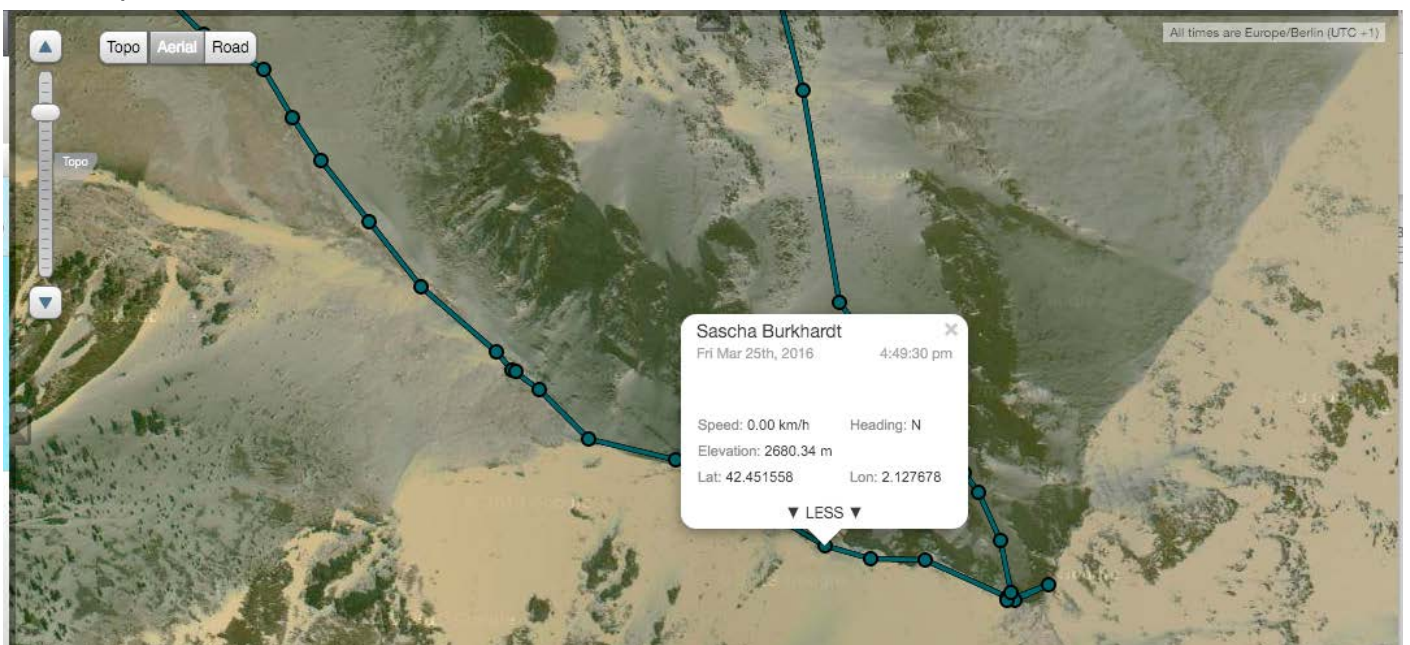 Topo Aerial Road
All times are Europe/Berlin (UTC +1)
Topo
Sascha Burkhardt
Fri Mar 25th, 2016 4:49:30 pm
Speed: 0.00 km/h Heading: N
Elevation: 2680.34 m
Lat: 42.451558 Lon: 2.127678
▼ LESS ▼